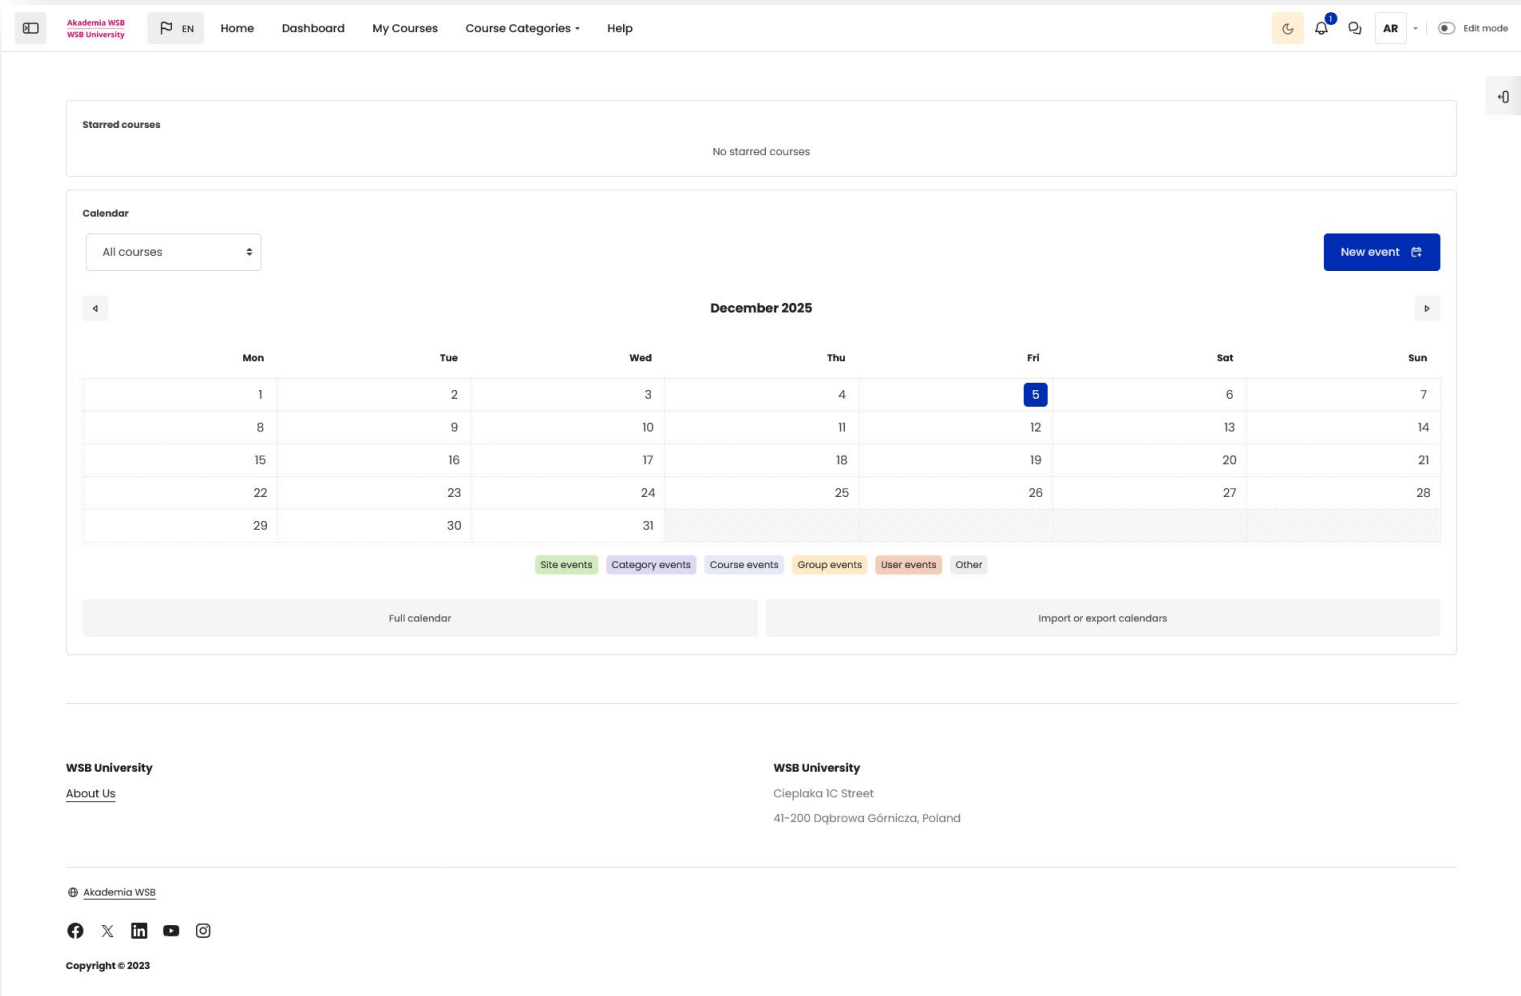 Akademia WSB
WSB University
EN
Home
Dashboard
My Courses
Course Categories
Help
1
AR
Edit mode
Starred courses
No starred courses
Calendar
All courses
New event
December 2025
Mon Tue Wed Thu Fri Sat Sun
1 2 3 4 5 6 7
8 9 10 11 12 13 14
15 16 17 18 19 20 21
22 23 24 25 26 27 28
29 30 31
Site events Category events Course events Group events User events Other
Full calendar
Import or export calendars
WSB University
About Us
WSB University
Cieplaka 1C Street
41-200 Dąbrowa Górnicza, Poland
Akademia WSB
Copyright © 2023